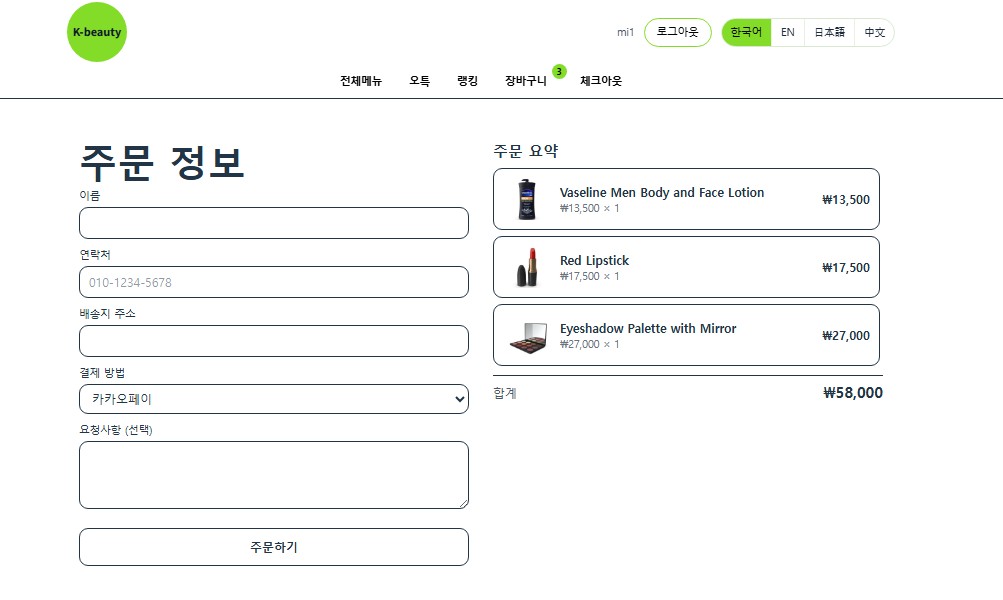 K-beauty
mi1
로그아웃
한국어
EN
日本語
中文
전체메뉴
오특
랭킹
장바구니
3
체크아웃
주문 정보
이름
연락처
010-1234-5678
배송지 주소
결제 방법
카카오페이
요청사항 (선택)
주문하기
주문 요약
Vaseline Men Body and Face Lotion
₩13,500 × 1
₩13,500
Red Lipstick
₩17,500 × 1
₩17,500
Eyeshadow Palette with Mirror
₩27,000 × 1
₩27,000
합계
₩58,000